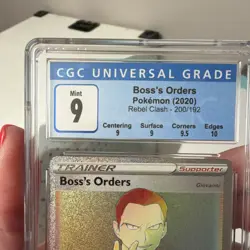 CGC UNIVERSAL GRADE
Mint
9
Boss's Orders
Pokémon (2020)
Rebel Clash - 200/192
Centering Surface Corners Edges
9 9 9.5 10
TRAINER Supporter
Boss's Orders Giovanni